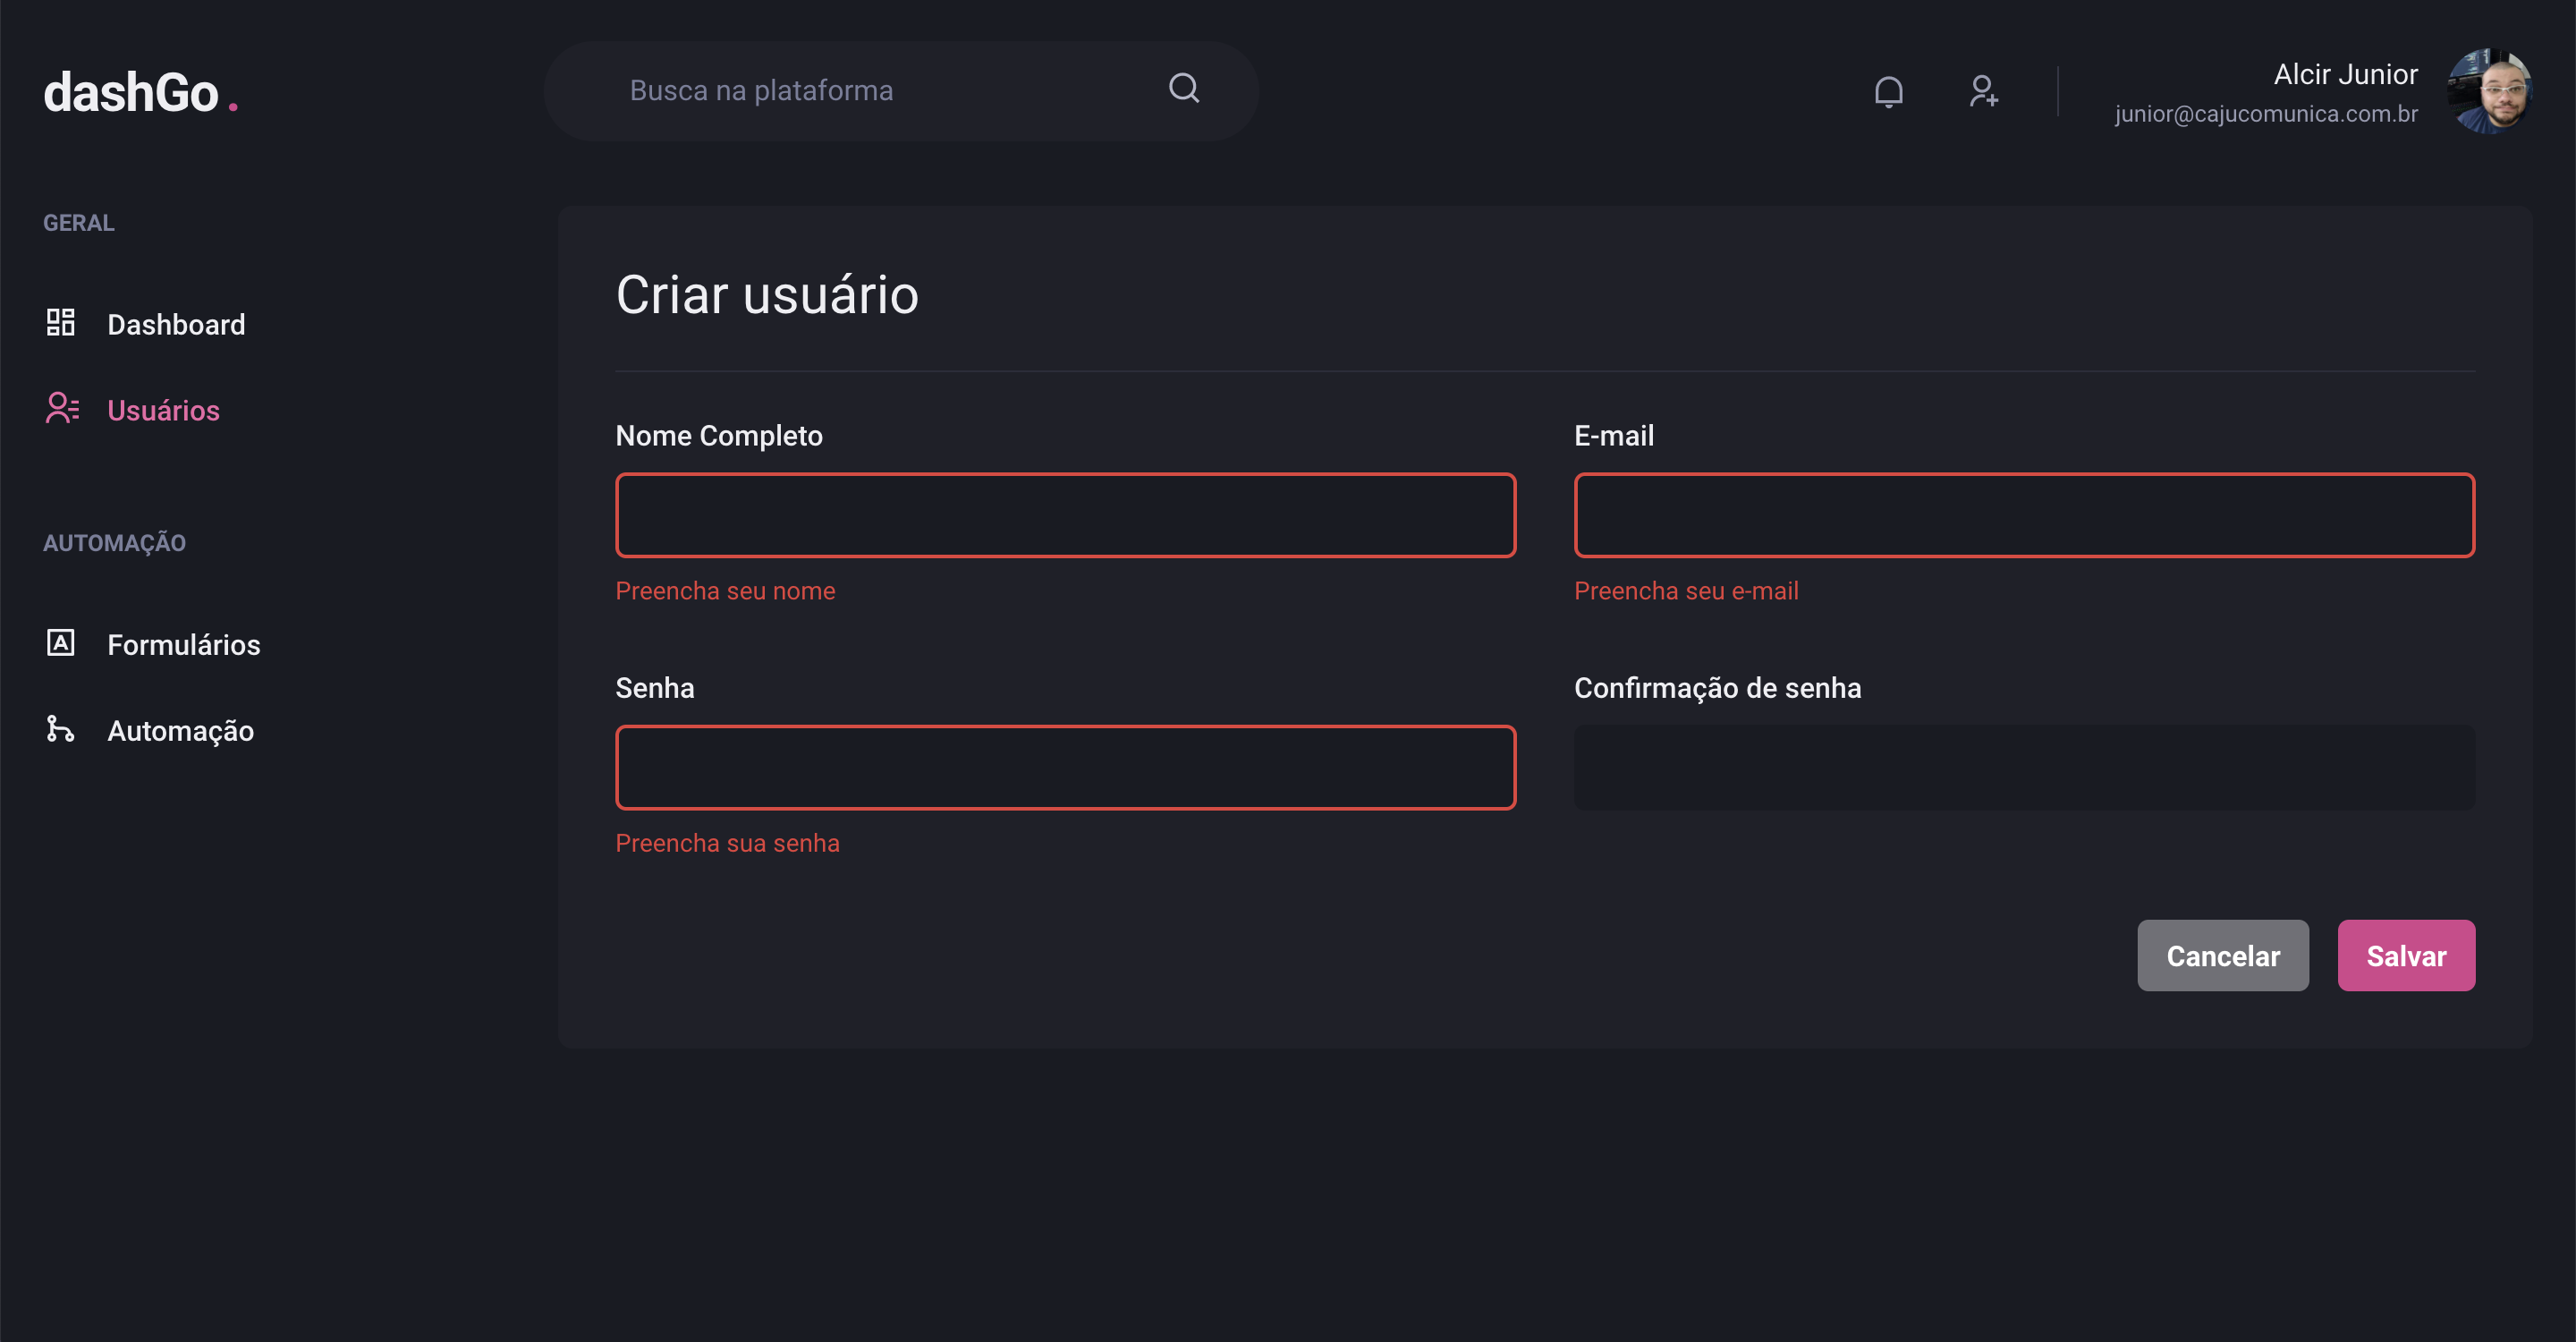 dashGo.
Busca na plataforma
Alcir Junior
junior@cajucomunica.com.br
GERAL
Dashboard
Usuários
AUTOMAÇÃO
Formulários
Automação
Criar usuário
Nome Completo
E-mail
Preencha seu nome
Preencha seu e-mail
Senha
Confirmação de senha
Preencha sua senha
Cancelar
Salvar